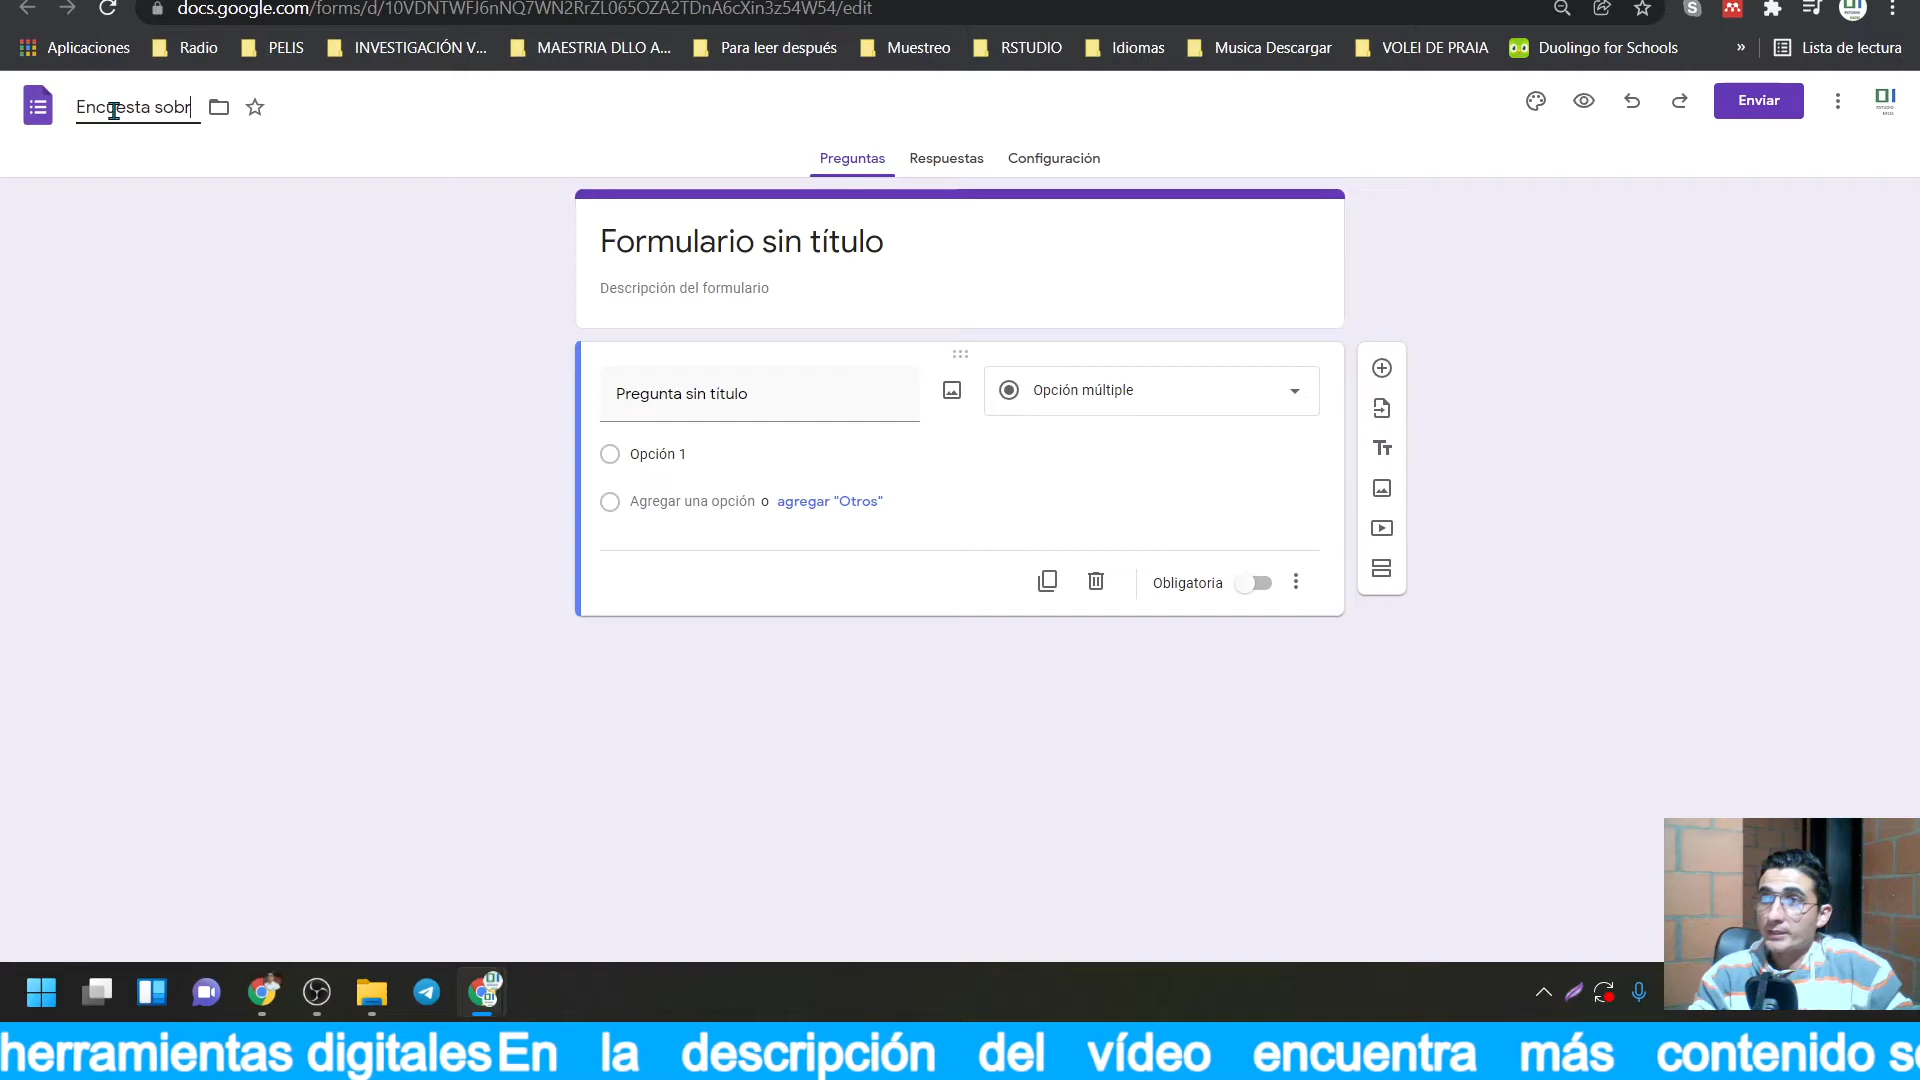 docs.google.com/forms/d/10VDNTWFJ6nNQ7WN2RrZL065OZA2TDnA6cXin3z54W54/edit
Aplicaciones Radio PELIS INVESTIGACIÓN V... MAESTRIA DLLO A... Para leer después Muestreo RSTUDIO Idiomas Musica Descargar VOLEI DE PRAIA Duolingo for Schools » Lista de lectura
Encuesta sobr
Enviar
Preguntas Respuestas Configuración
Formulario sin título
Descripción del formulario
Pregunta sin título
Opción múltiple
Opción 1
Agregar una opción o agregar "Otros"
Obligatoria
herramientas digitales En la descripción del vídeo encuentra más contenido s